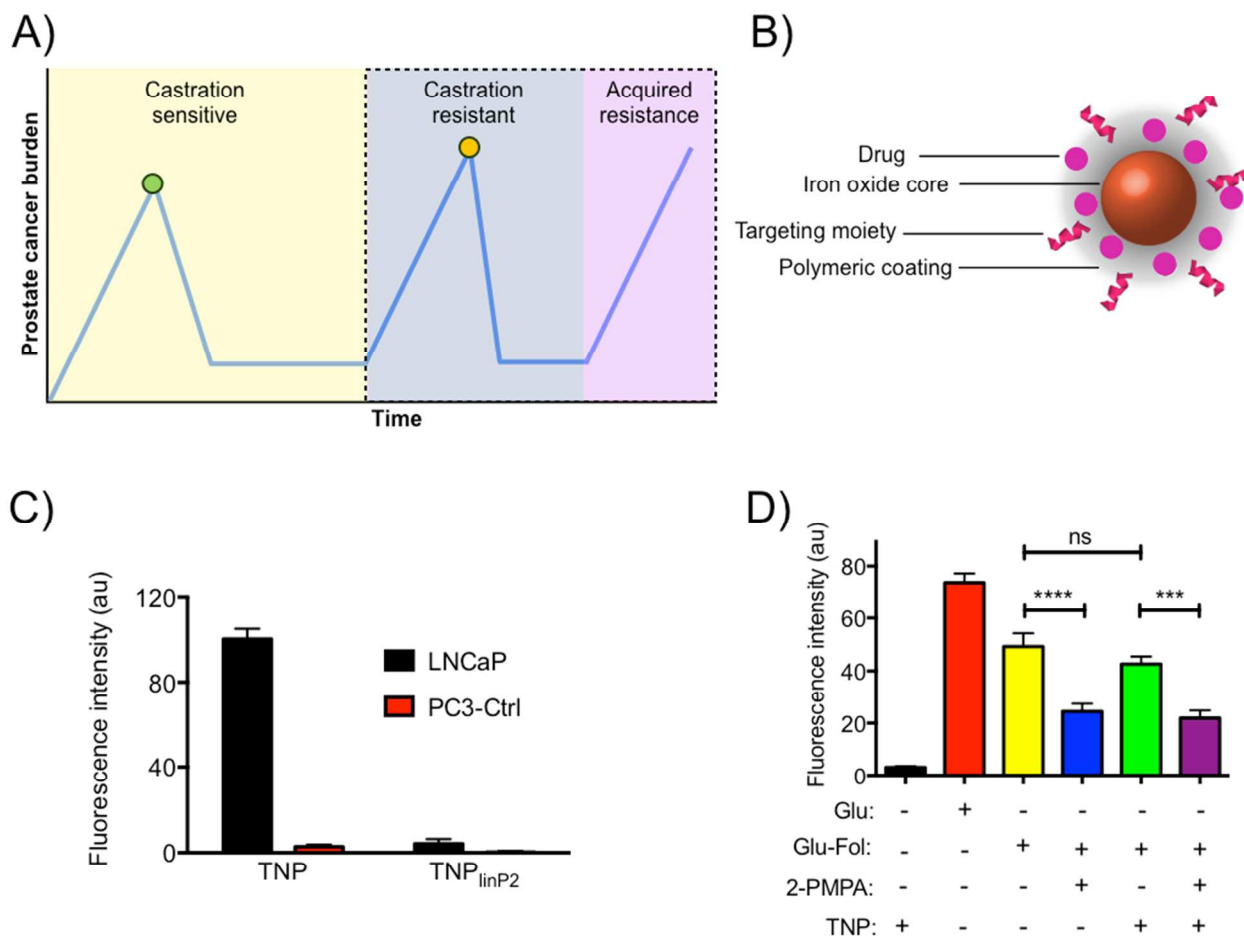 A)
Castration
sensitive
Castration
resistant
Acquired
resistance
Prostate cancer burden
Time
B)
Drug
Iron oxide core
Targeting moiety
Polymeric coating
C)
Fluorescence intensity (au)
120
80
40
0
LNCaP
PC3-Ctrl
TNP
TNPlinP2
D)
Fluorescence intensity (au)
80
60
40
20
0
ns
****
***
Glu: - + - - - -
Glu-Fol: - - + + + +
2-PMPA: - - - + - +
TNP: + - - - + +